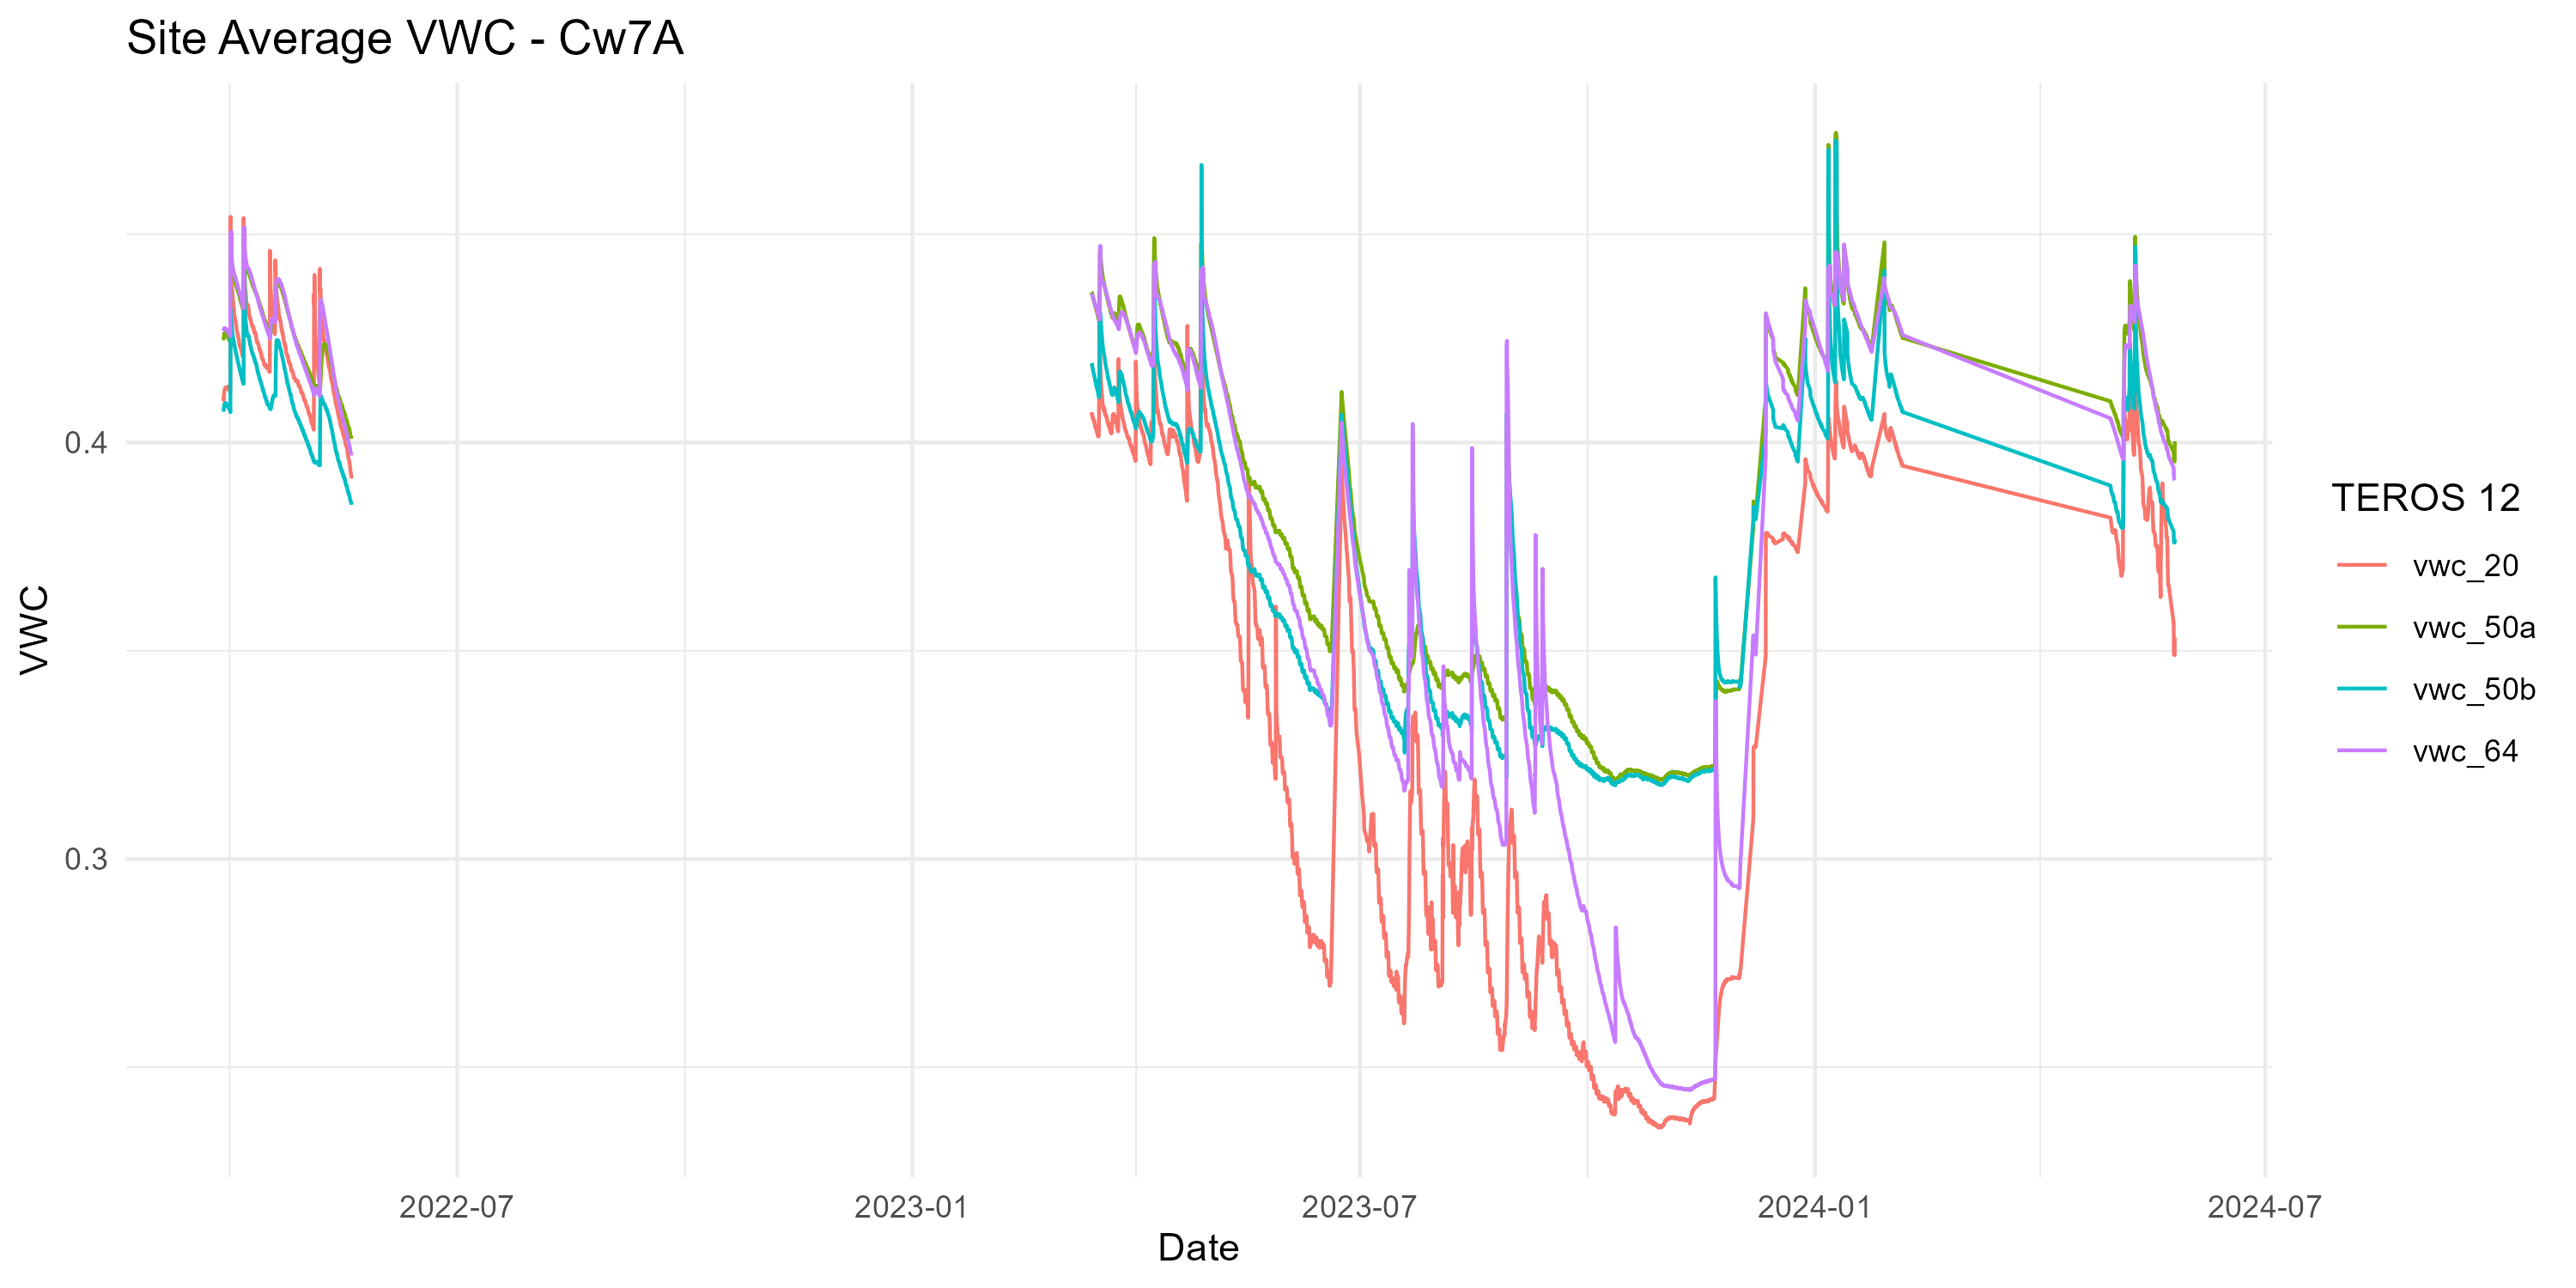 Site Average VWC - Cw7A
VWC
0.4
0.3
2022-07
2023-01
2023-07
2024-01
2024-07
Date
TEROS 12
vwc_20
vwc_50a
vwc_50b
vwc_64